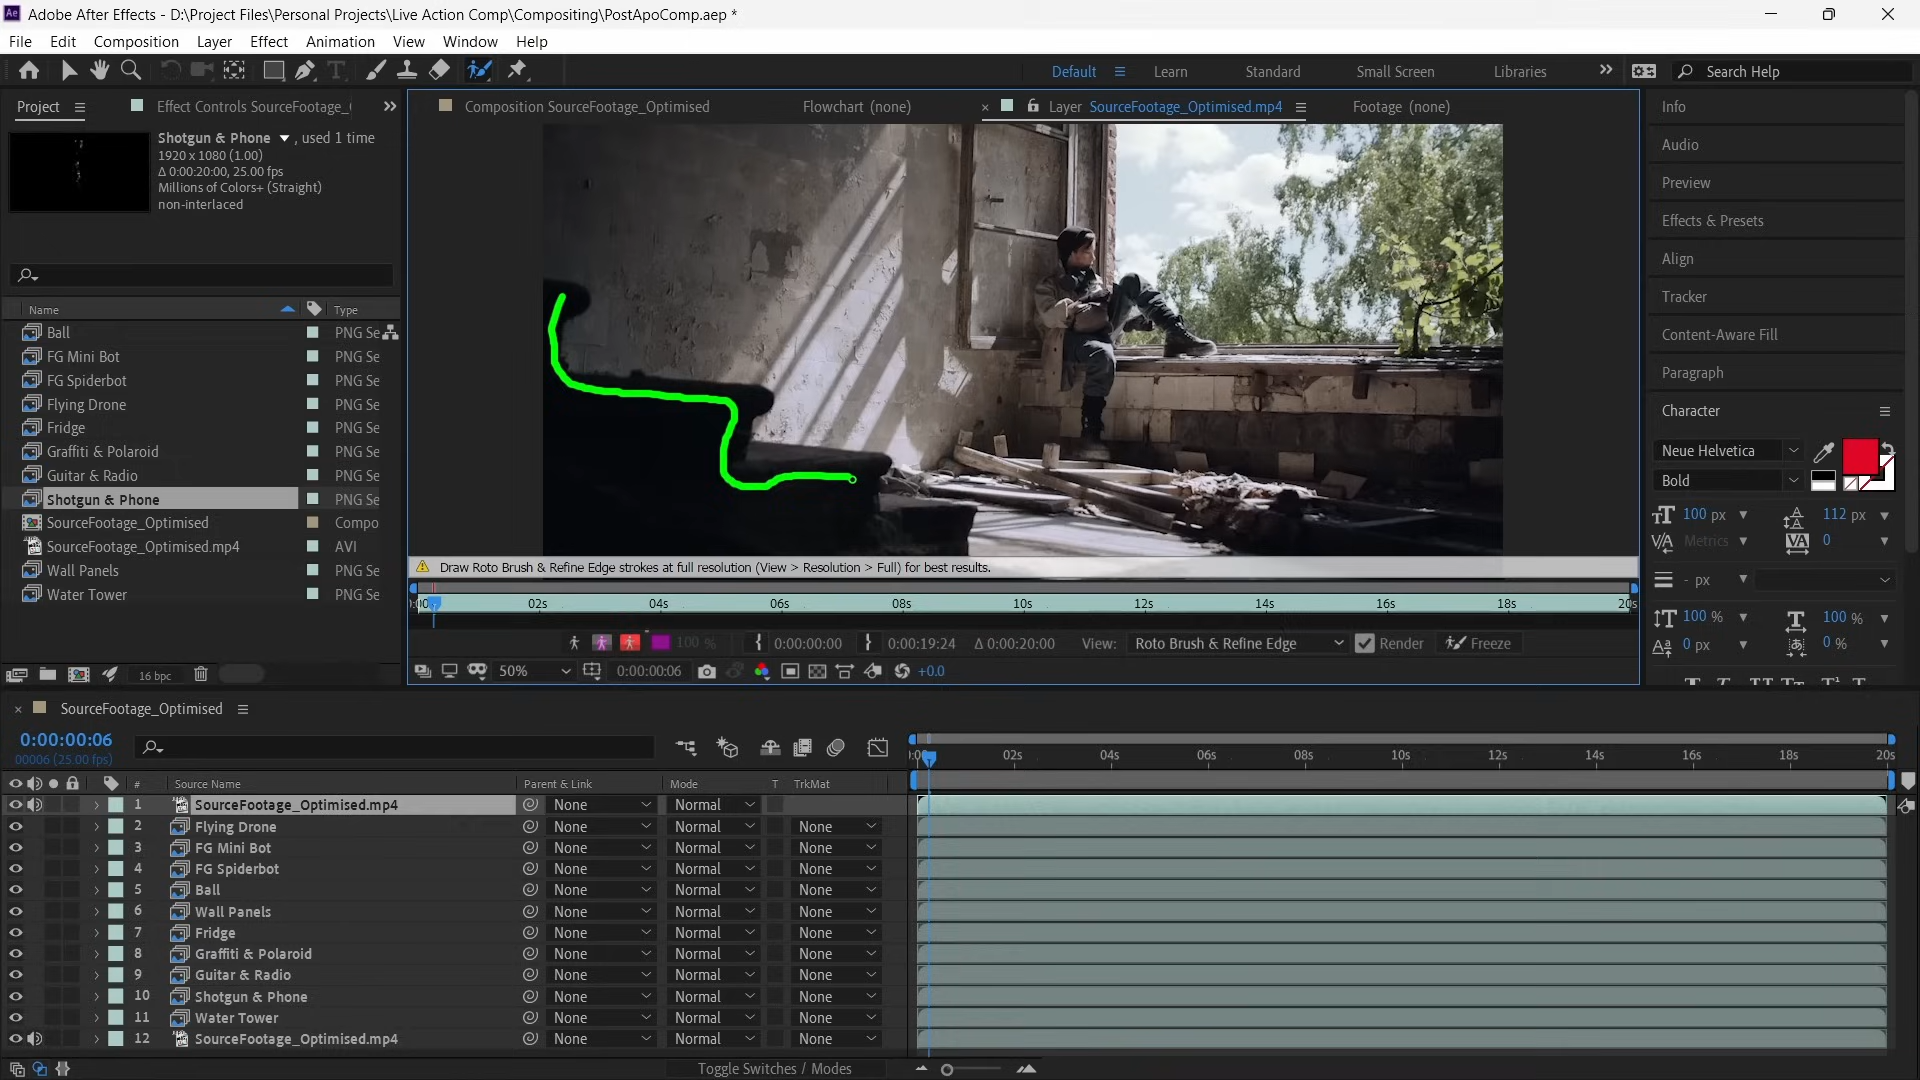 Adobe After Effects - D:\Project Files\Personal Projects\Live Action Comp\Compositing\PostApoComp.aep *
File Edit Composition Layer Effect Animation View Window Help
Default Learn Standard Small Screen Libraries Search Help
Project Effect Controls SourceFootage_
Composition SourceFootage_Optimised Flowchart (none) × Layer SourceFootage_Optimised.mp4 Footage (none)
Shotgun & Phone , used 1 time
1920 x 1080 (1.00)
Δ 0:00:20:00, 25.00 fps
Millions of Colors+ (Straight)
non-interlaced
Name Type
Ball PNG Se
FG Mini Bot PNG Se
FG Spiderbot PNG Se
Flying Drone PNG Se
Fridge PNG Se
Graffiti & Polaroid PNG Se
Guitar & Radio PNG Se
Shotgun & Phone PNG Se
SourceFootage_Optimised Compo
SourceFootage_Optimised.mp4 AVI
Wall Panels PNG Se
Water Tower PNG Se
16 bpc
Draw Roto Brush & Refine Edge strokes at full resolution (View > Resolution > Full) for best results.
02s 04s 06s 08s 10s 12s 14s 16s 18s 20s
100 % 0:00:00:00 0:00:19:24 Δ 0:00:20:00 View: Roto Brush & Refine Edge Render Freeze
50% 0:00:00:06 +0.0
Info
Audio
Preview
Effects & Presets
Align
Tracker
Content-Aware Fill
Paragraph
Character
Neue Helvetica
Bold
100 px 112 px
Metrics 0
- px
100 % 100 %
0 px 0 %
× SourceFootage_Optimised
0:00:00:06
00006 (25.00 fps)
02s 04s 06s 08s 10s 12s 14s 16s 18s 20s
# Source Name Parent & Link Mode T TrkMat
1 SourceFootage_Optimised.mp4 None Normal
2 Flying Drone None Normal None
3 FG Mini Bot None Normal None
4 FG Spiderbot None Normal None
5 Ball None Normal None
6 Wall Panels None Normal None
7 Fridge None Normal None
8 Graffiti & Polaroid None Normal None
9 Guitar & Radio None Normal None
10 Shotgun & Phone None Normal None
11 Water Tower None Normal None
12 SourceFootage_Optimised.mp4 None Normal None
Toggle Switches / Modes